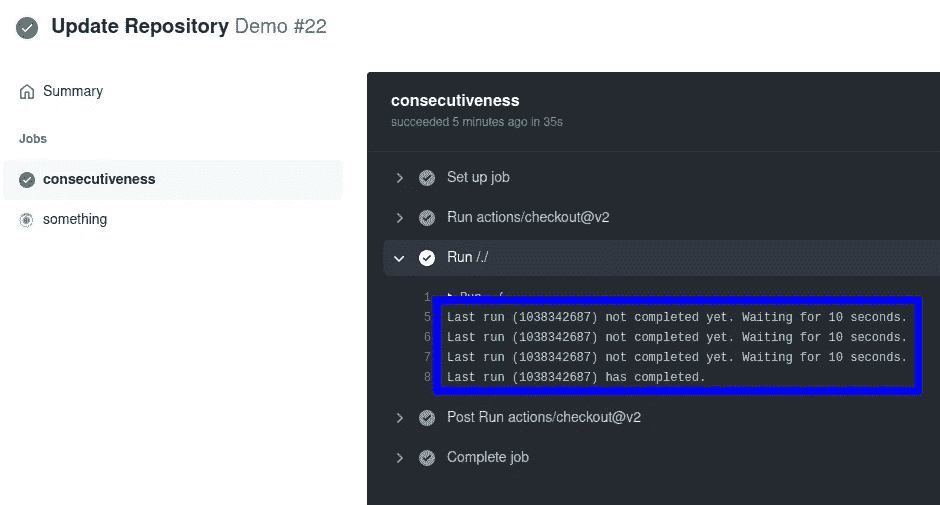 Update Repository Demo #22
Summary
Jobs
consecutiveness
something
consecutiveness
succeeded 5 minutes ago in 35s
Set up job
Run actions/checkout@v2
Run /./
1
5 Last run (1038342687) not completed yet. Waiting for 10 seconds.
6 Last run (1038342687) not completed yet. Waiting for 10 seconds.
7 Last run (1038342687) not completed yet. Waiting for 10 seconds.
8 Last run (1038342687) has completed.
Post Run actions/checkout@v2
Complete job